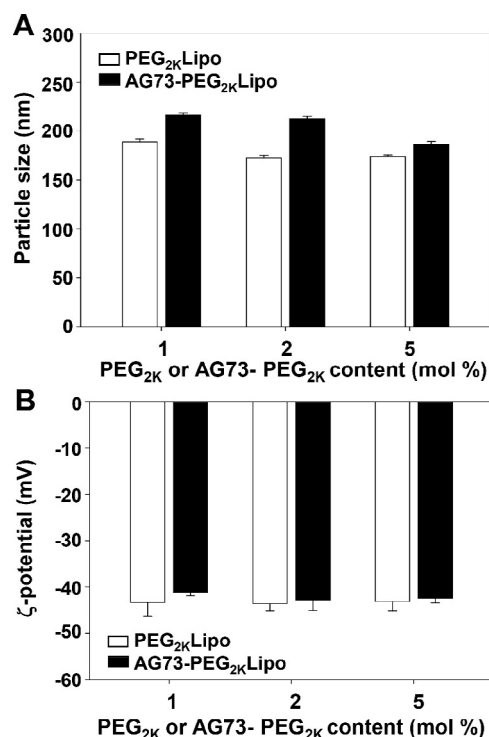 A
300
250
200
150
100
50
0
Particle size (nm)
PEG2KLipo
AG73-PEG2KLipo
1 2 5
PEG2K or AG73- PEG2K content (mol %)
B
0
-10
-20
-30
-40
-50
-60
ζ-potential (mV)
PEG2KLipo
AG73-PEG2KLipo
1 2 5
PEG2K or AG73- PEG2K content (mol %)